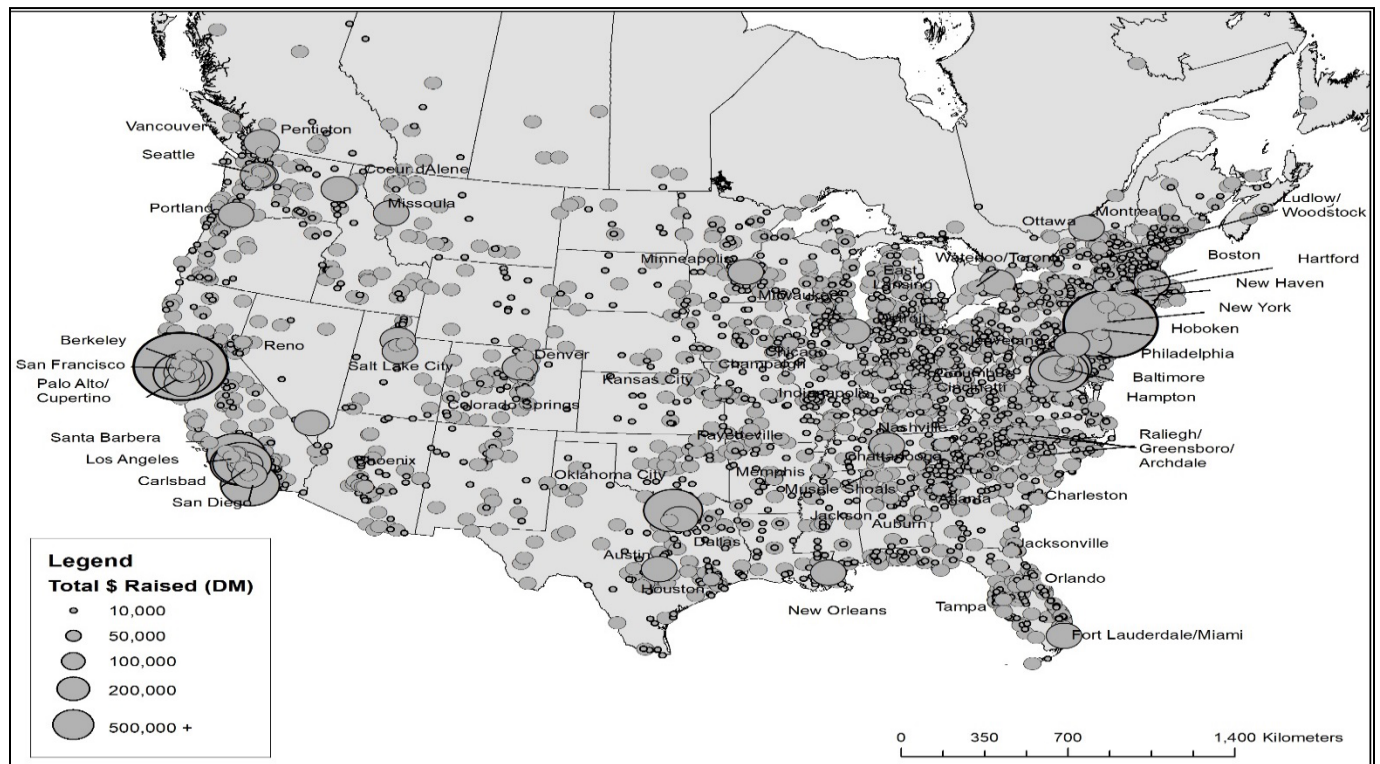 Vancouver
Penticton
Seattle
Coeur dAlene
Portland
Missoula
Minneapolis
Milwaukee
East
Lansing
Detroit
Waterloo/Toronto
Ottawa
Montreal
Ludlow/
Woodstock
Boston
Hartford
New Haven
New York
Hoboken
Philadelphia
Baltimore
Hampton
Berkeley
San Francisco
Palo Alto/
Cupertino
Reno
Salt Lake City
Denver
Colorado Springs
Kansas City
Champaign
Chicago
Cleveland
Columbus
Cincinatti
Indianapolis
Santa Barbara
Los Angeles
Carlsbad
San Diego
Phoenix
Oklahoma City
Fayetteville
Nashville
Memphis
Chattanooga
Muscle Shoals
Raliegh/
Greensboro/
Archdale
Atlanta
Charleston
Jackson
Auburn
Dallas
Austin
Houston
New Orleans
Jacksonville
Orlando
Tampa
Fort Lauderdale/Miami
Legend
Total $ Raised (DM)
10,000
50,000
100,000
200,000
500,000 +
0 350 700 1,400 Kilometers